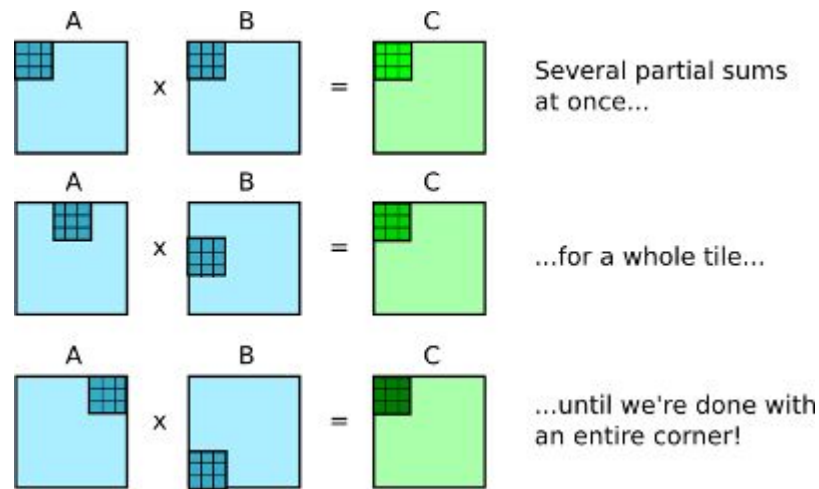 A B C
x = Several partial sums
at once...
A B C
x = ...for a whole tile...
A B C
x = ...until we're done with
an entire corner!